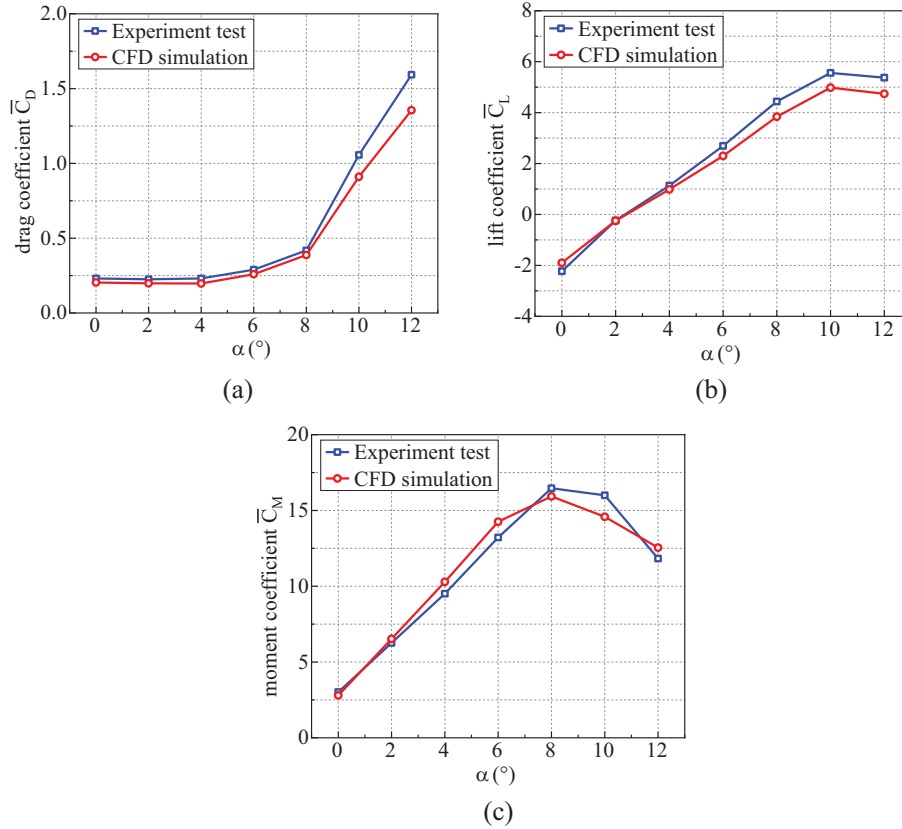 2.0
1.5
1.0
0.5
0.0
drag coefficient C̅_D
Experiment test
CFD simulation
0 2 4 6 8 10 12
α (°)
(a)
8
6
4
2
0
-2
-4
lift coefficient C̅_L
Experiment test
CFD simulation
0 2 4 6 8 10 12
α (°)
(b)
20
15
10
5
0
moment coefficient C̅_M
Experiment test
CFD simulation
0 2 4 6 8 10 12
α (°)
(c)